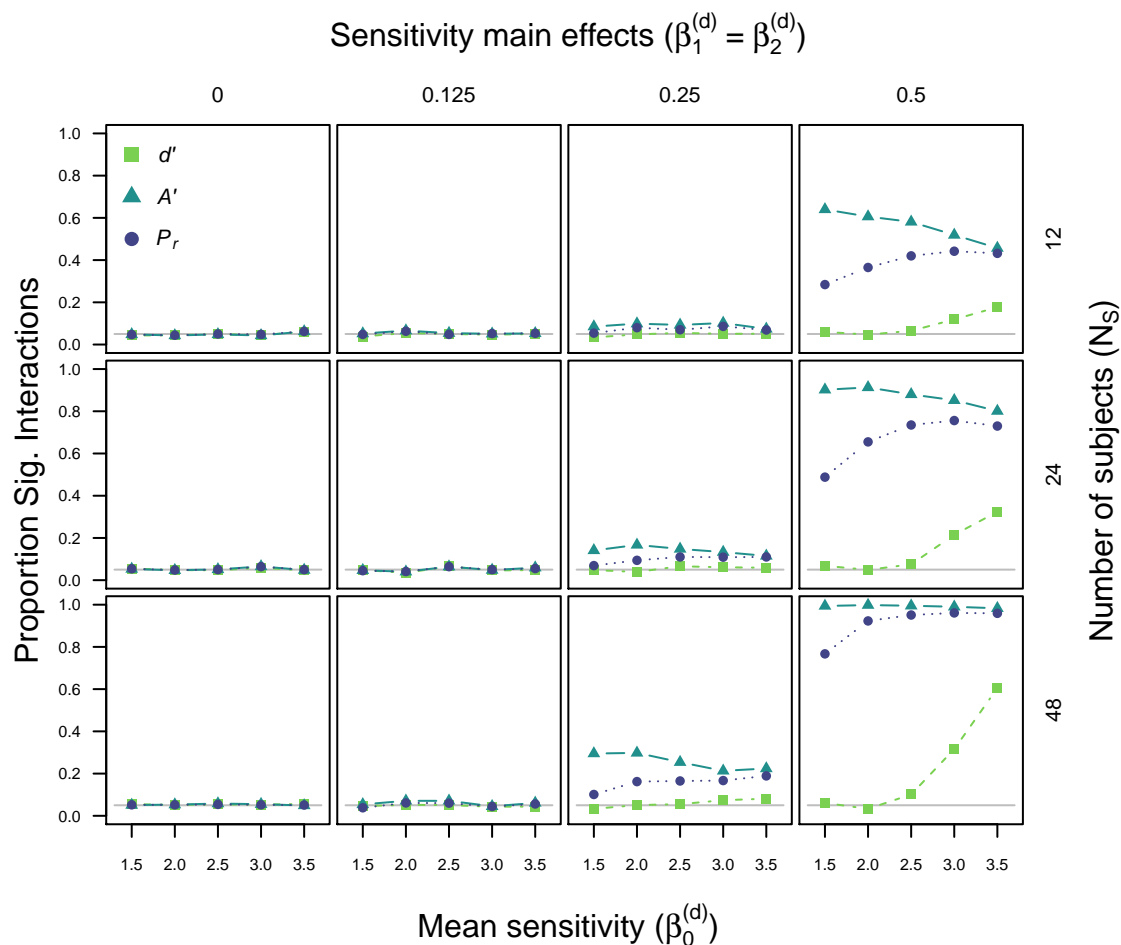 Sensitivity main effects (β₁⁽ᵈ⁾ = β₂⁽ᵈ⁾)
0 0.125 0.25 0.5
d'
A'
Pᵣ
1.0
0.8
0.6
0.4
0.2
0.0
12
1.0
0.8
0.6
0.4
0.2
0.0
24
1.0
0.8
0.6
0.4
0.2
0.0
48
Proportion Sig. Interactions
Number of subjects (N_S)
1.5 2.0 2.5 3.0 3.5 1.5 2.0 2.5 3.0 3.5 1.5 2.0 2.5 3.0 3.5 1.5 2.0 2.5 3.0 3.5
Mean sensitivity (β₀⁽ᵈ⁾)